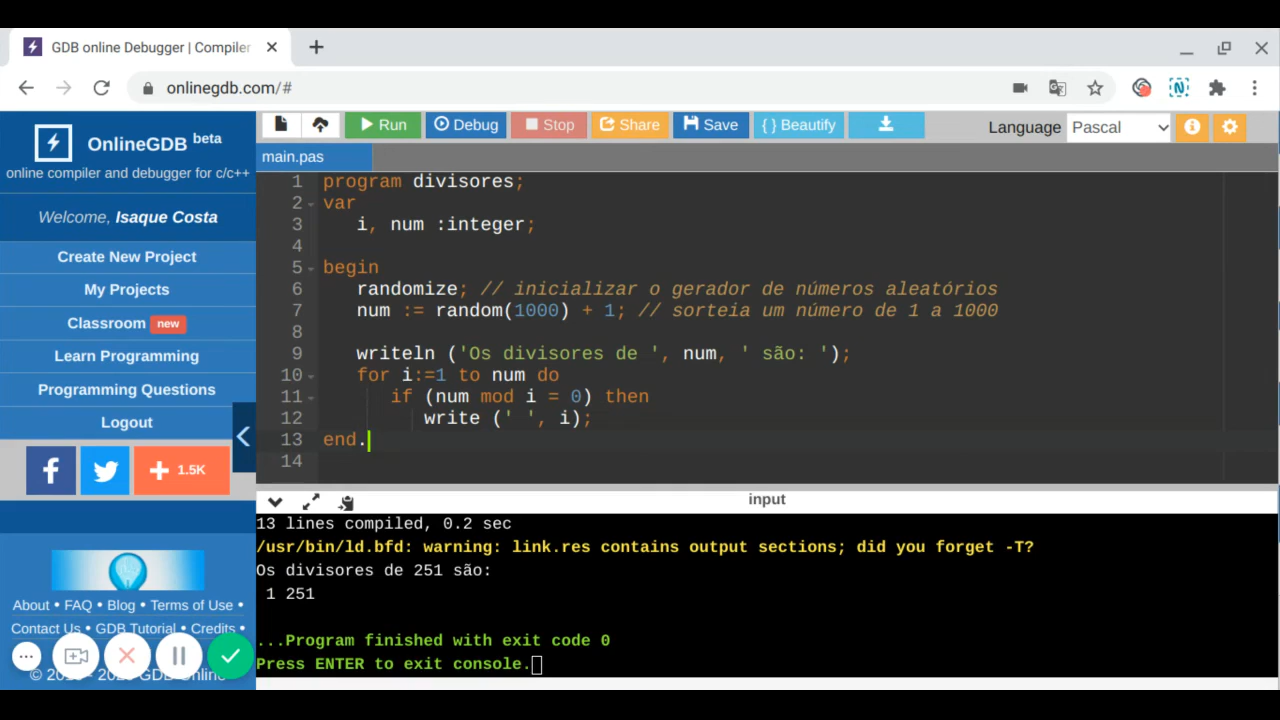 GDB online Debugger | Compiler
onlinegdb.com/#
OnlineGDB beta
online compiler and debugger for c/c++
Welcome, Isaque Costa
Create New Project
My Projects
Classroom new
Learn Programming
Programming Questions
Logout
1.5K
About • FAQ • Blog • Terms of Use •
Contact Us • GDB Tutorial • Credits •
GDB Online
Run
Debug
Stop
Share
Save
{ } Beautify
Language Pascal
main.pas
1 program divisores;
2 var
3 i, num :integer;
4
5 begin
6 randomize; // inicializar o gerador de números aleatórios
7 num := random(1000) + 1; // sorteia um número de 1 a 1000
8
9 writeln ('Os divisores de ', num, ' são: ');
10 for i:=1 to num do
11 if (num mod i = 0) then
12 write (' ', i);
13 end.
14
input
13 lines compiled, 0.2 sec
/usr/bin/ld.bfd: warning: link.res contains output sections; did you forget -T?
Os divisores de 251 são:
1 251
...Program finished with exit code 0
Press ENTER to exit console.